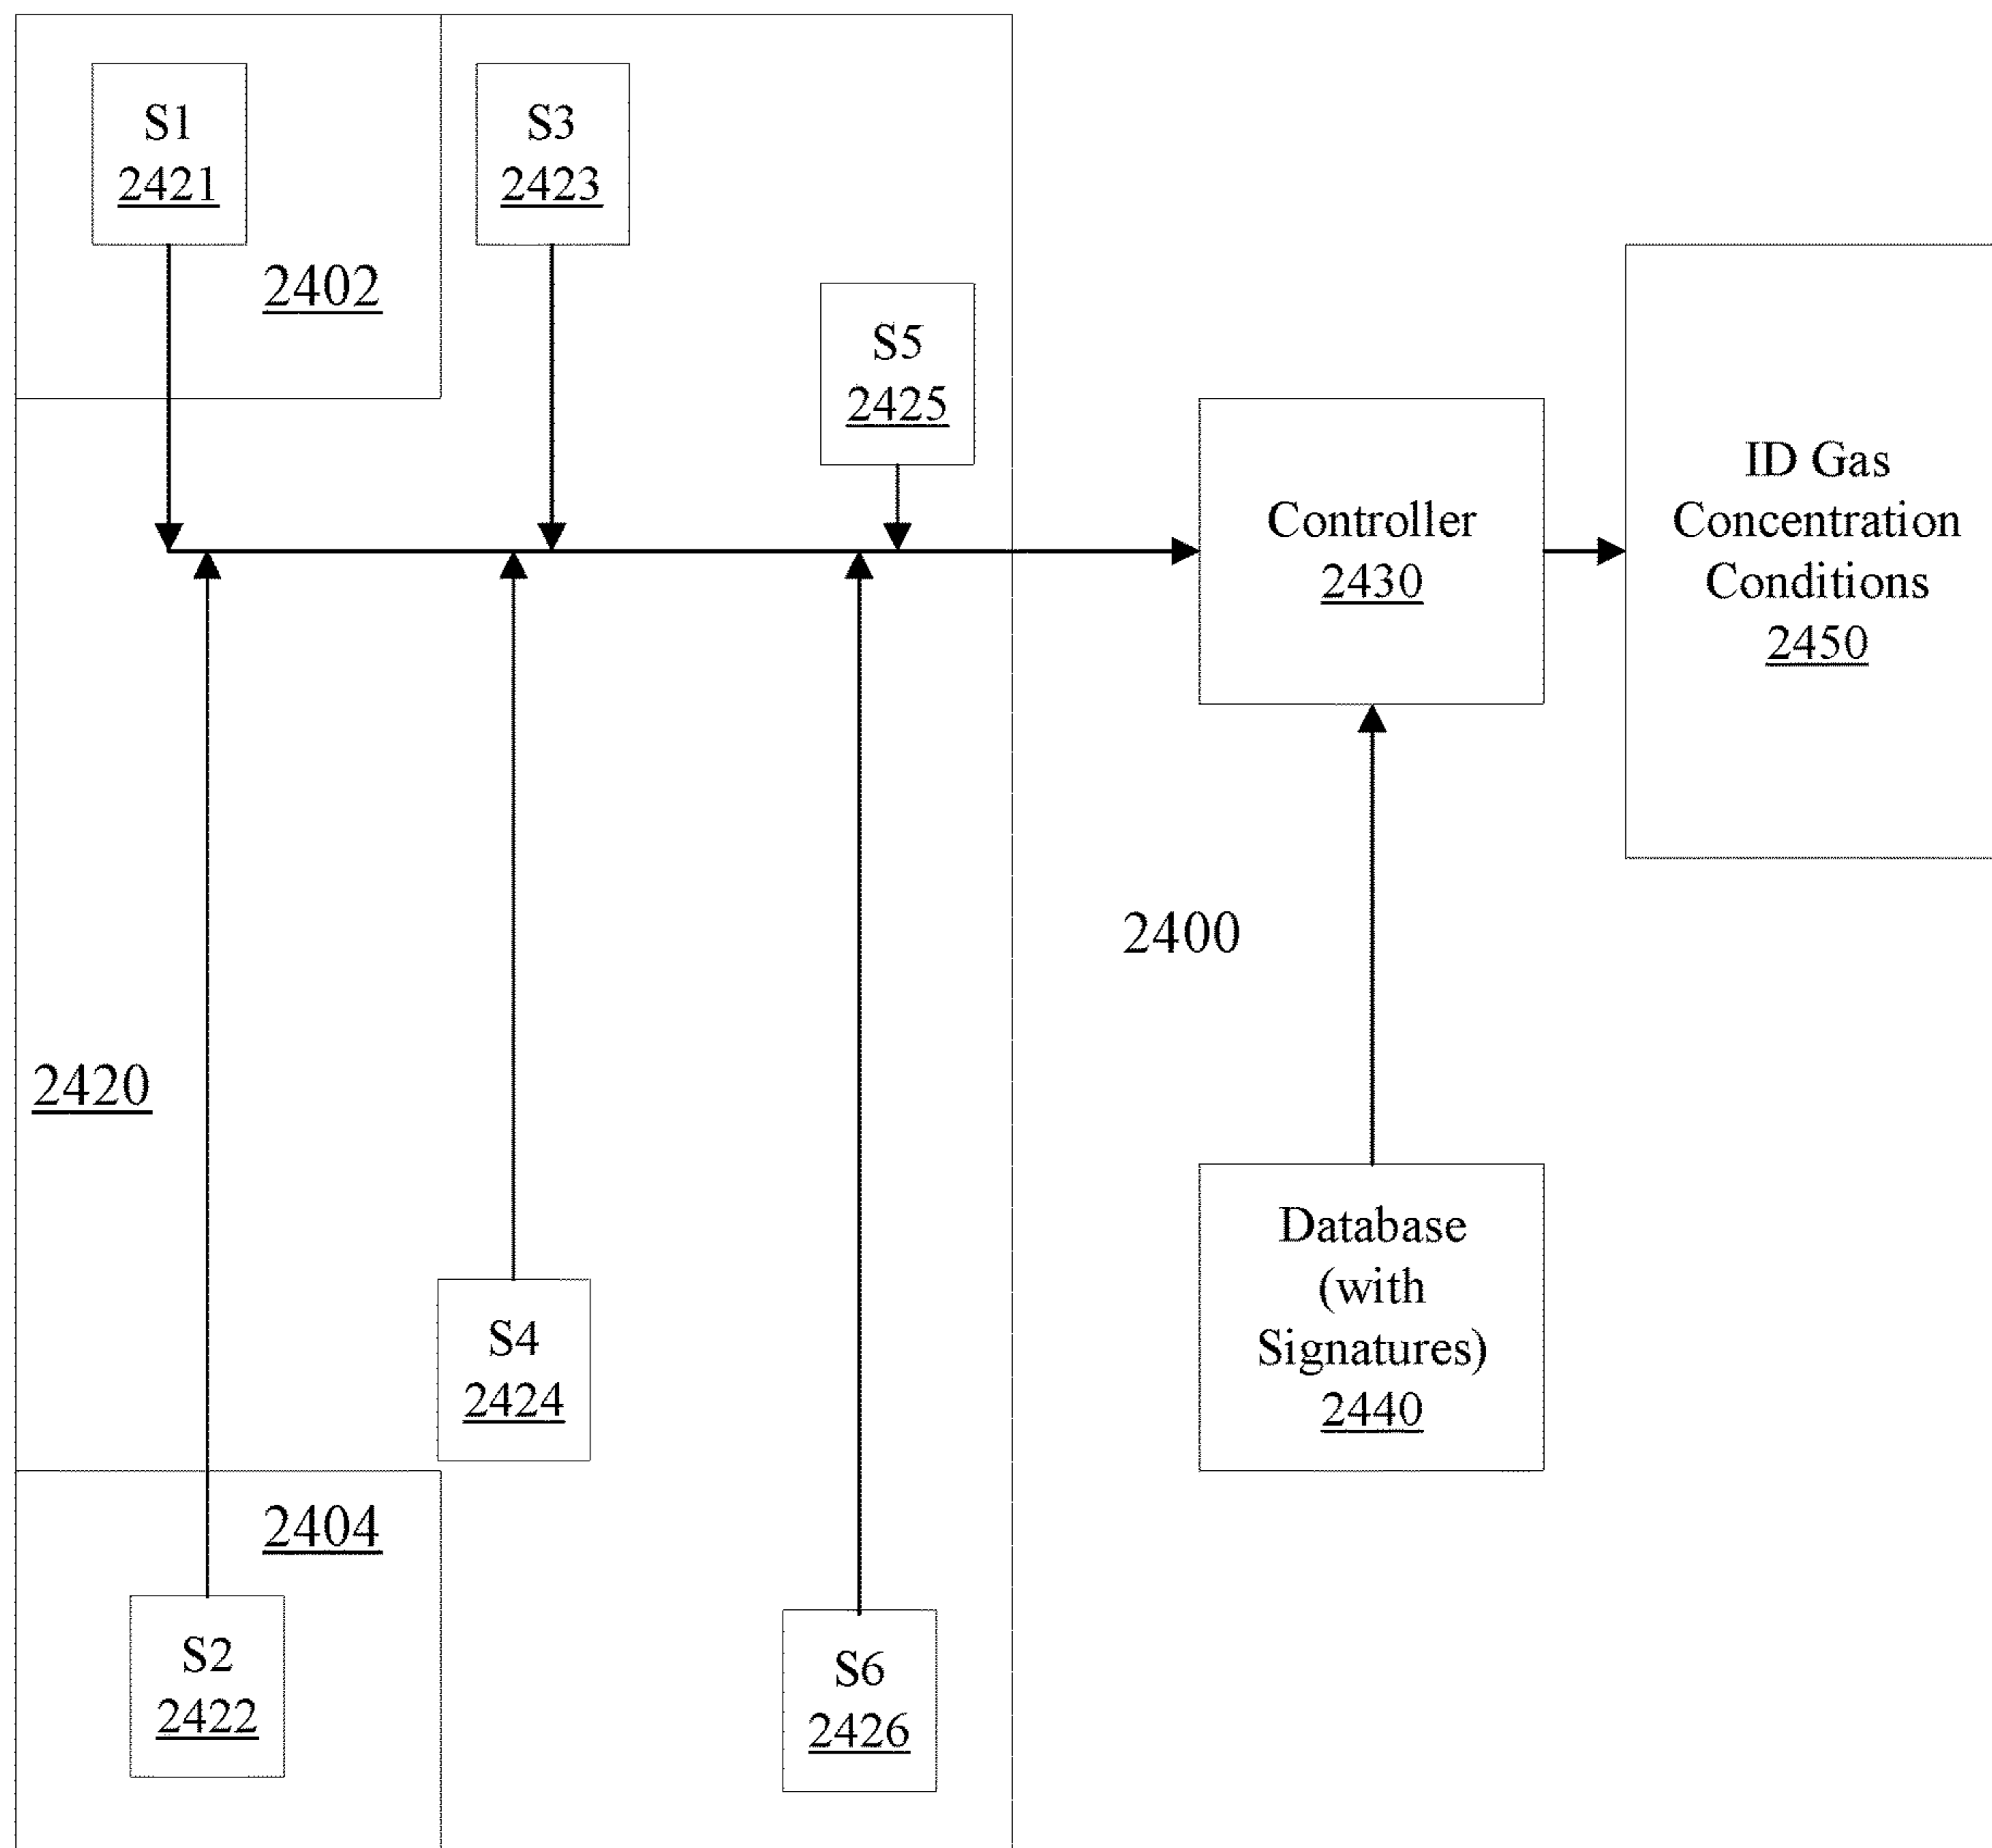 S1
2421
S3
2423
2402
S5
2425
Controller
2430
ID Gas
Concentration
Conditions
2450
2400
2420
S4
2424
Database
(with
Signatures)
2440
2404
S2
2422
S6
2426